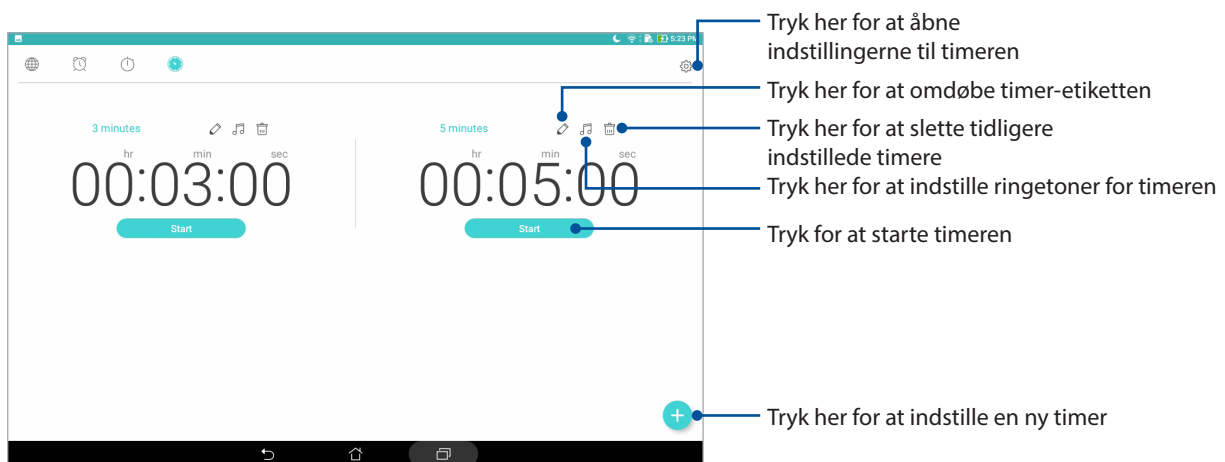 Tryk her for at åbne
indstillingerne til timeren
5:23 PM
Tryk her for at omdøbe timer-etiketten
3 minutes
5 minutes
Tryk her for at slette tidligere
indstillede timere
hr min sec
hr min sec
00:03:00
00:05:00
Tryk her for at indstille ringetoner for timeren
Start
Start
Tryk for at starte timeren
Tryk her for at indstille en ny timer